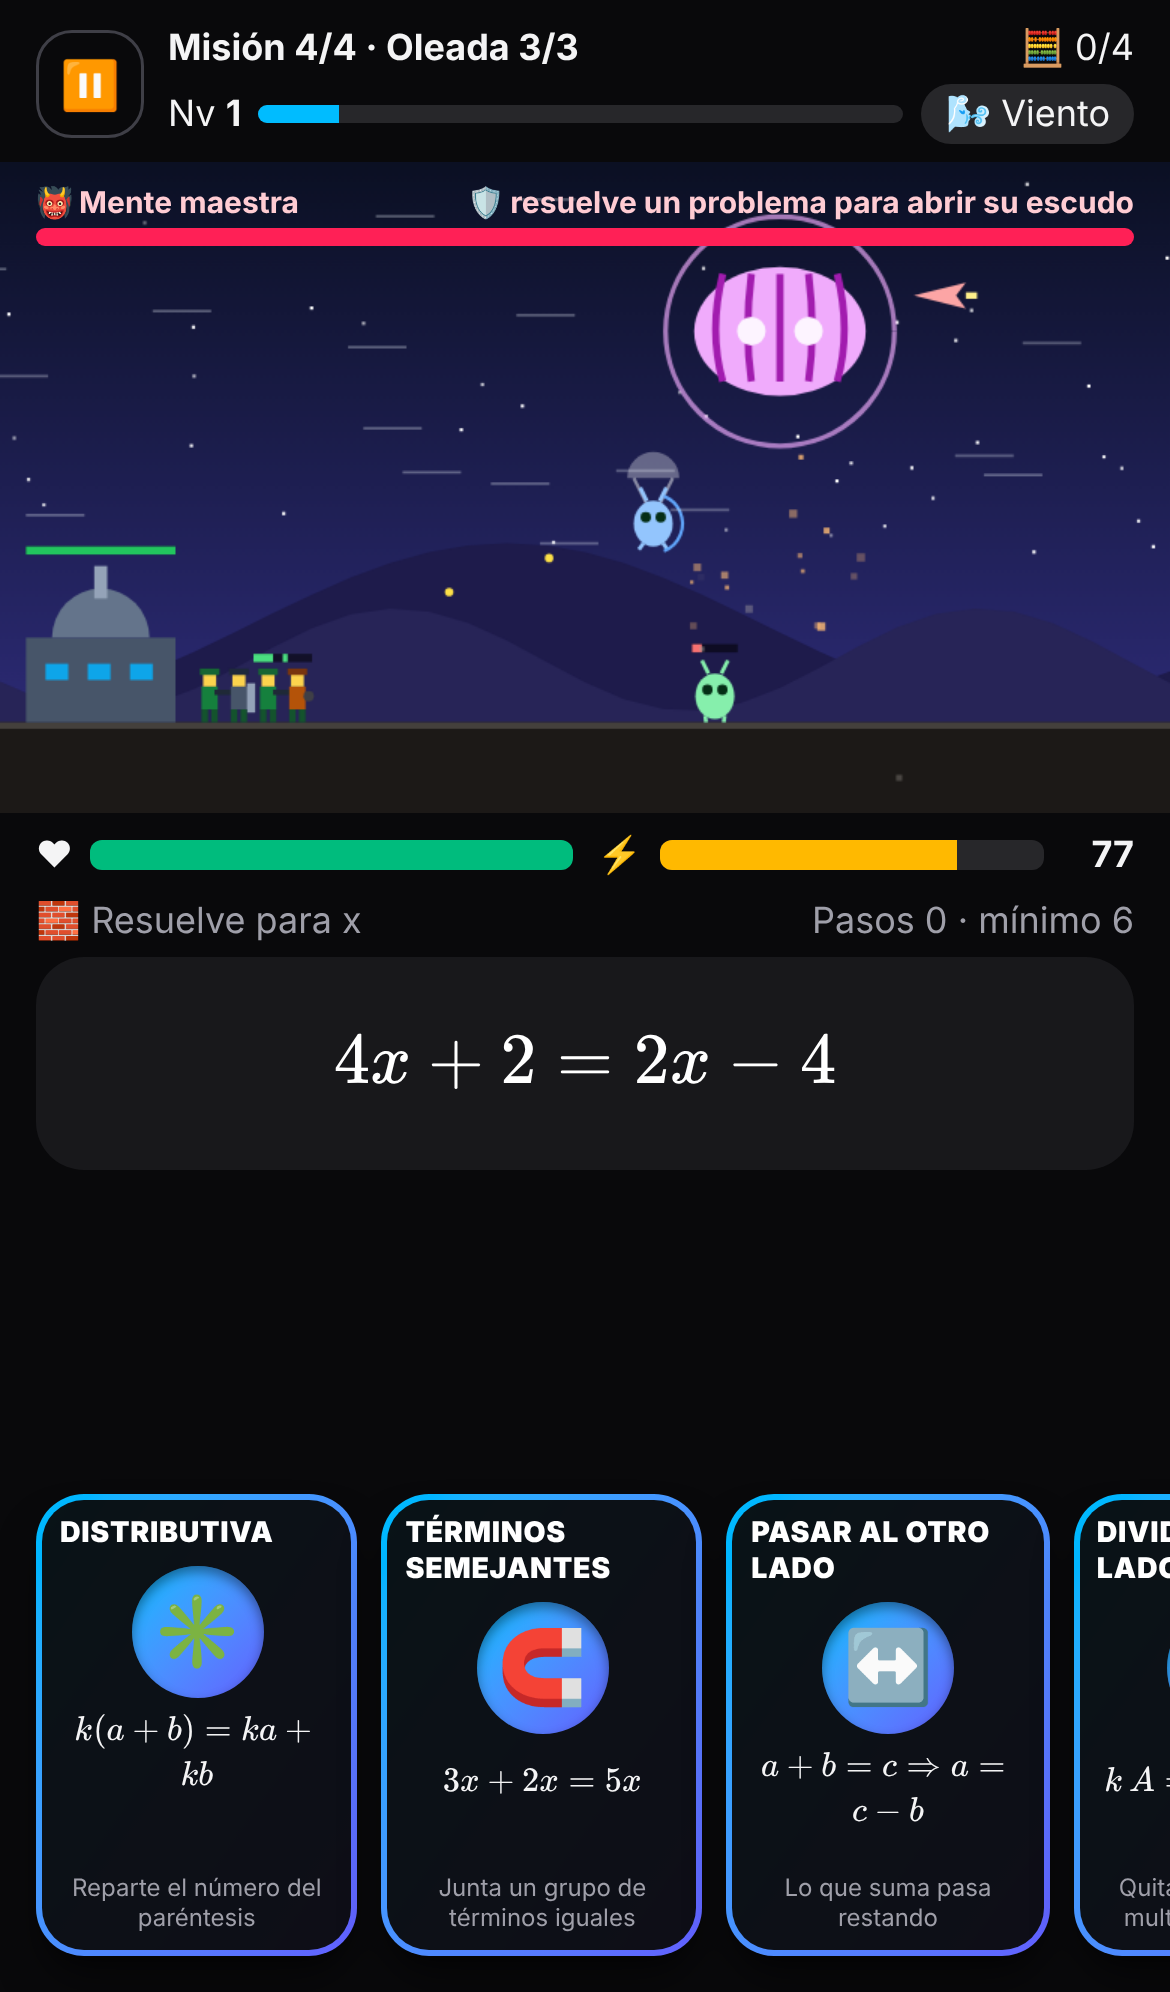 Misión 4/4 · Oleada 3/3
0/4
Nv 1
Viento
Mente maestra
resuelve un problema para abrir su escudo
77
Resuelve para x
Pasos 0 · mínimo 6
4x + 2 = 2x − 4
DISTRIBUTIVA
k(a + b) = ka +
kb
Reparte el número del
paréntesis
TÉRMINOS
SEMEJANTES
3x + 2x = 5x
Junta un grupo de
términos iguales
PASAR AL OTRO
LADO
a + b = c ⇒ a =
c − b
Lo que suma pasa
restando
k A